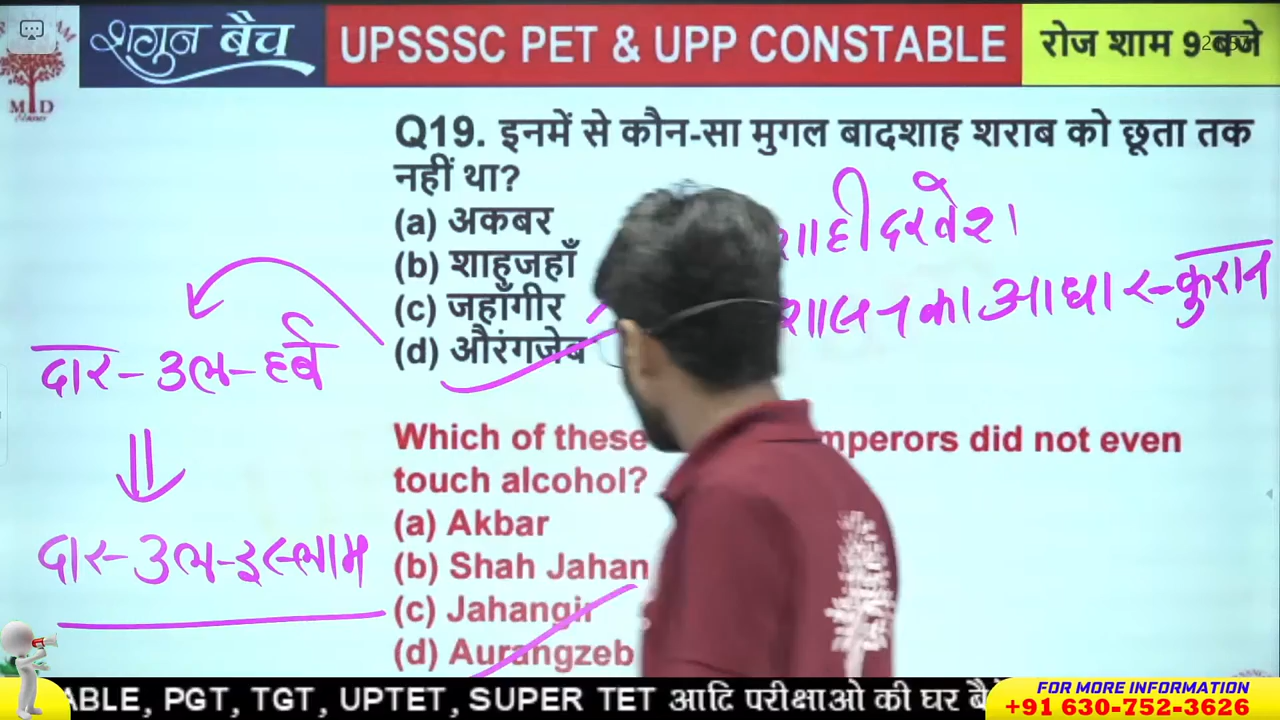 शगुन बैच
UPSSSC PET & UPP CONSTABLE
रोज शाम 9 बजे
Q19. इनमें से कौन-सा मुगल बादशाह शराब को छूता तक
नहीं था?
(a) अकबर
(b) शाहजहाँ
(c) जहाँगीर
(d) औरंगजेब
शाही दरवेश
शासन का आधार-कुरान
दार-उल-हर्ब
दार-उल-इस्लाम
Which of these mperors did not even
touch alcohol?
(a) Akbar
(b) Shah Jahan
(c) Jahangir
(d) Aurangzeb
ABLE, PGT, TGT, UPTET, SUPER TET आदि परीक्षाओ की घर
FOR MORE INFORMATION
+91 630-752-3626